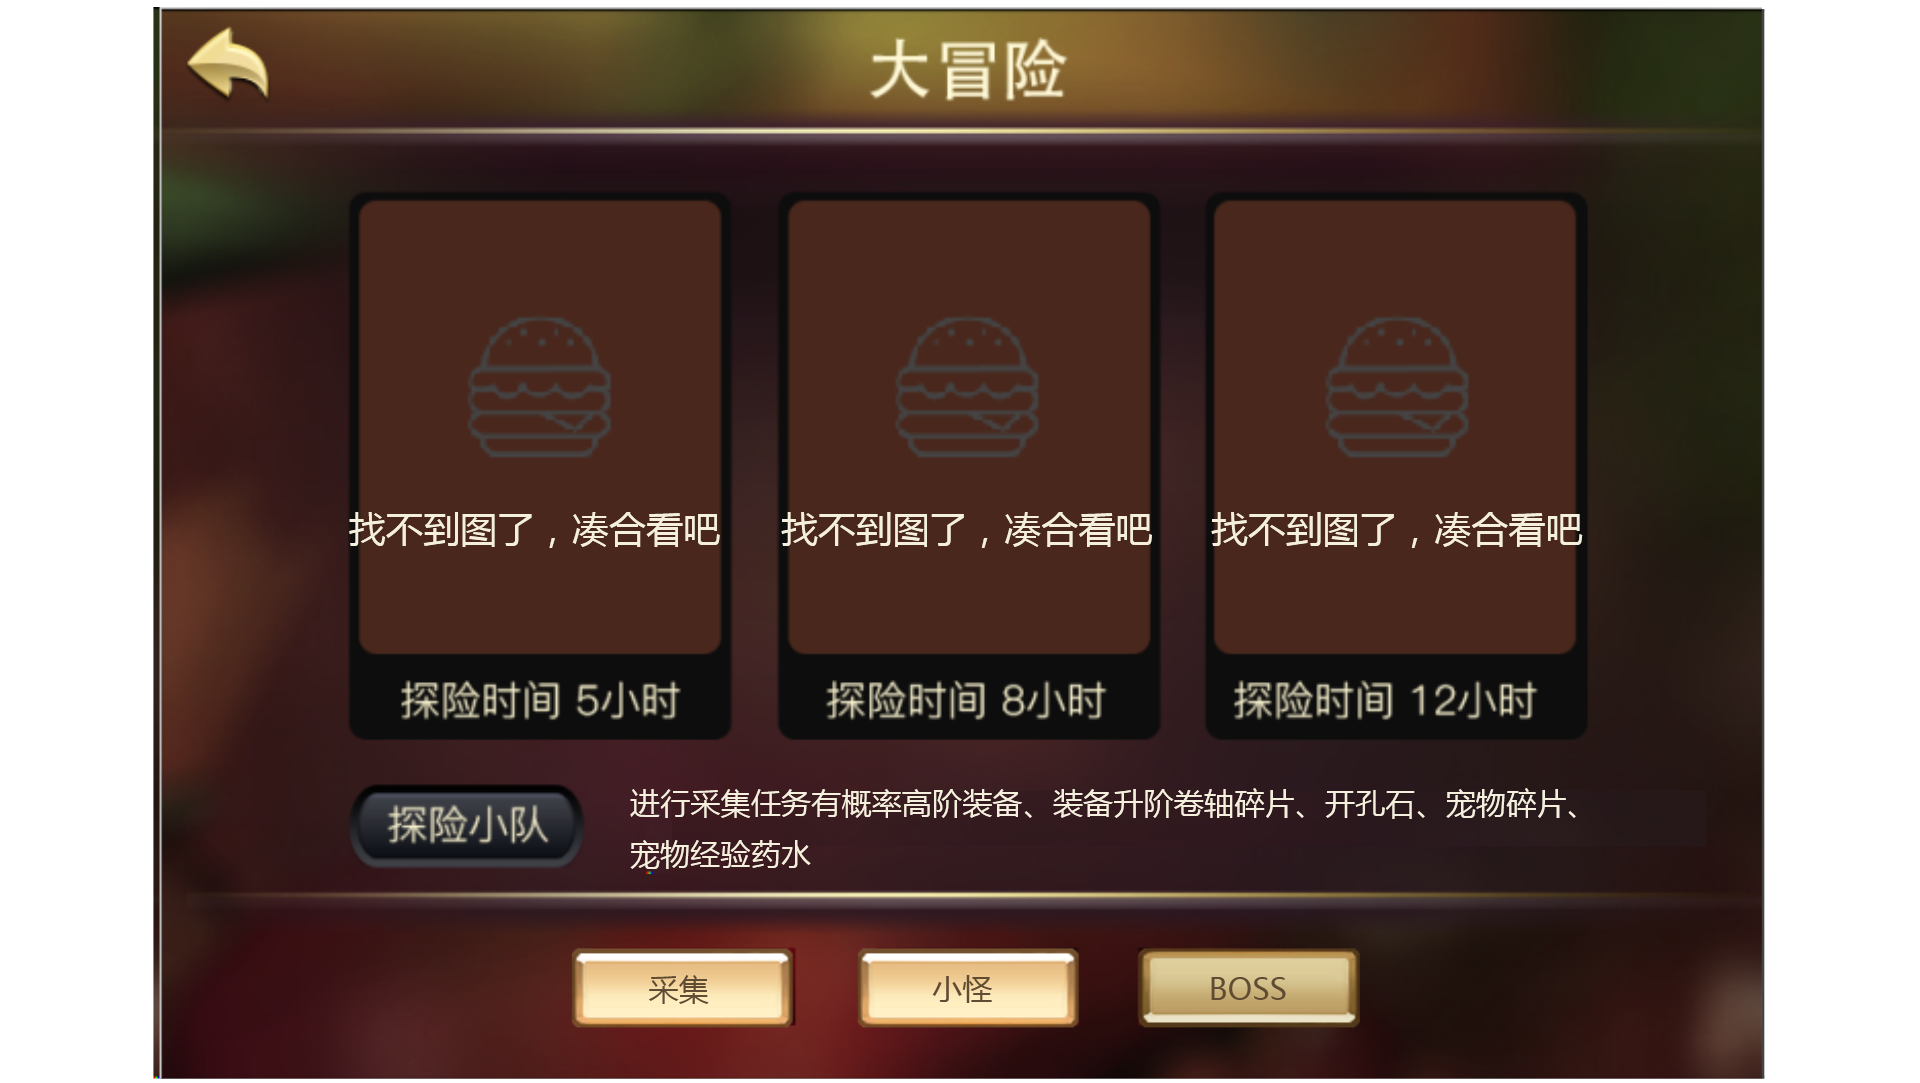 大冒险
找不到图了，凑合看吧
找不到图了，凑合看吧
找不到图了，凑合看吧
探险时间 5小时
探险时间 8小时
探险时间 12小时
探险小队
进行采集任务有概率高阶装备、装备升阶卷轴碎片、开孔石、宠物碎片、
宠物经验药水
采集
小怪
BOSS